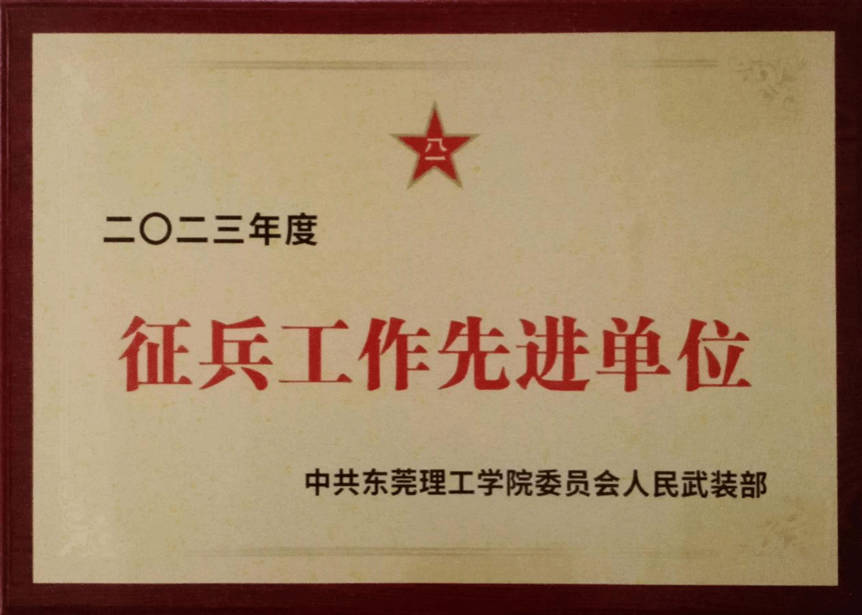 八一
二〇二三年度
征兵工作先进单位
中共东莞理工学院委员会人民武装部